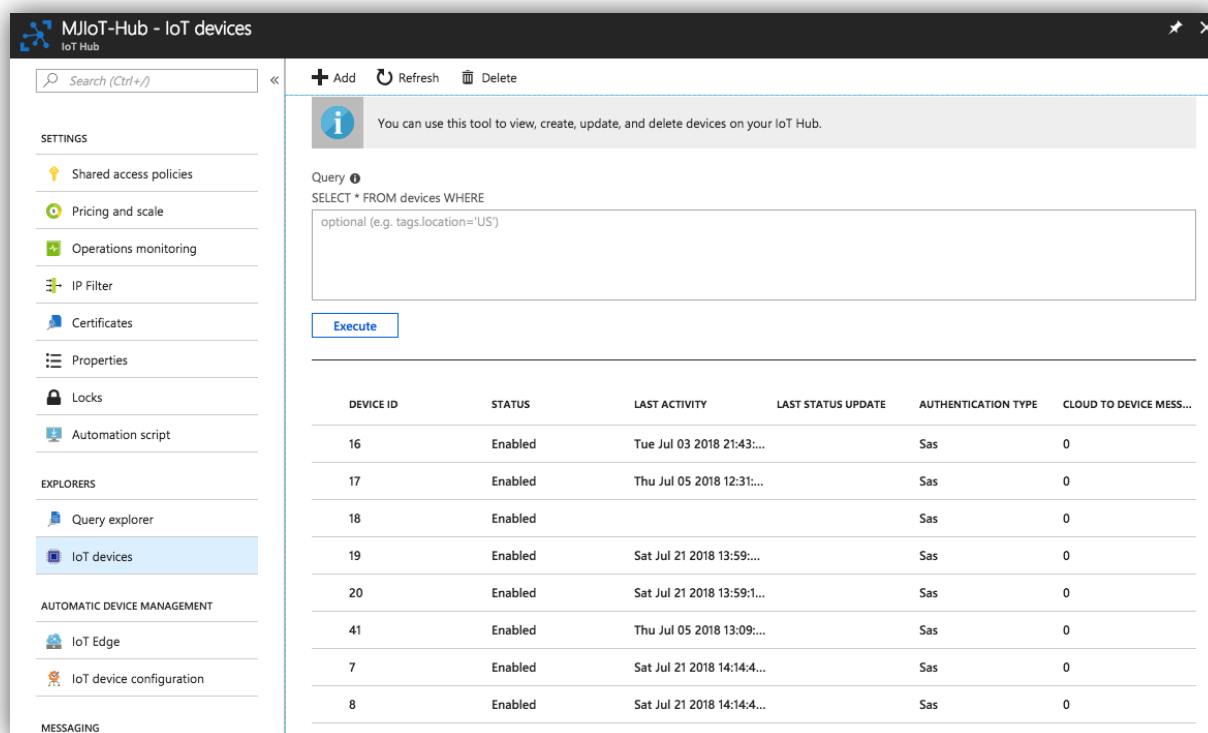 MJIoT-Hub - IoT devices
IoT Hub
Search (Ctrl+/)
«
SETTINGS
Shared access policies
Pricing and scale
Operations monitoring
IP Filter
Certificates
Properties
Locks
Automation script
EXPLORERS
Query explorer
IoT devices
AUTOMATIC DEVICE MANAGEMENT
IoT Edge
IoT device configuration
MESSAGING
Add Refresh Delete
You can use this tool to view, create, update, and delete devices on your IoT Hub.
Query
SELECT * FROM devices WHERE
optional (e.g. tags.location='US')
Execute
DEVICE ID STATUS LAST ACTIVITY LAST STATUS UPDATE AUTHENTICATION TYPE CLOUD TO DEVICE MESS...
16 Enabled Tue Jul 03 2018 21:43:... Sas 0
17 Enabled Thu Jul 05 2018 12:31:... Sas 0
18 Enabled Sas 0
19 Enabled Sat Jul 21 2018 13:59:... Sas 0
20 Enabled Sat Jul 21 2018 13:59:1... Sas 0
41 Enabled Thu Jul 05 2018 13:09:... Sas 0
7 Enabled Sat Jul 21 2018 14:14:4... Sas 0
8 Enabled Sat Jul 21 2018 14:14:4... Sas 0